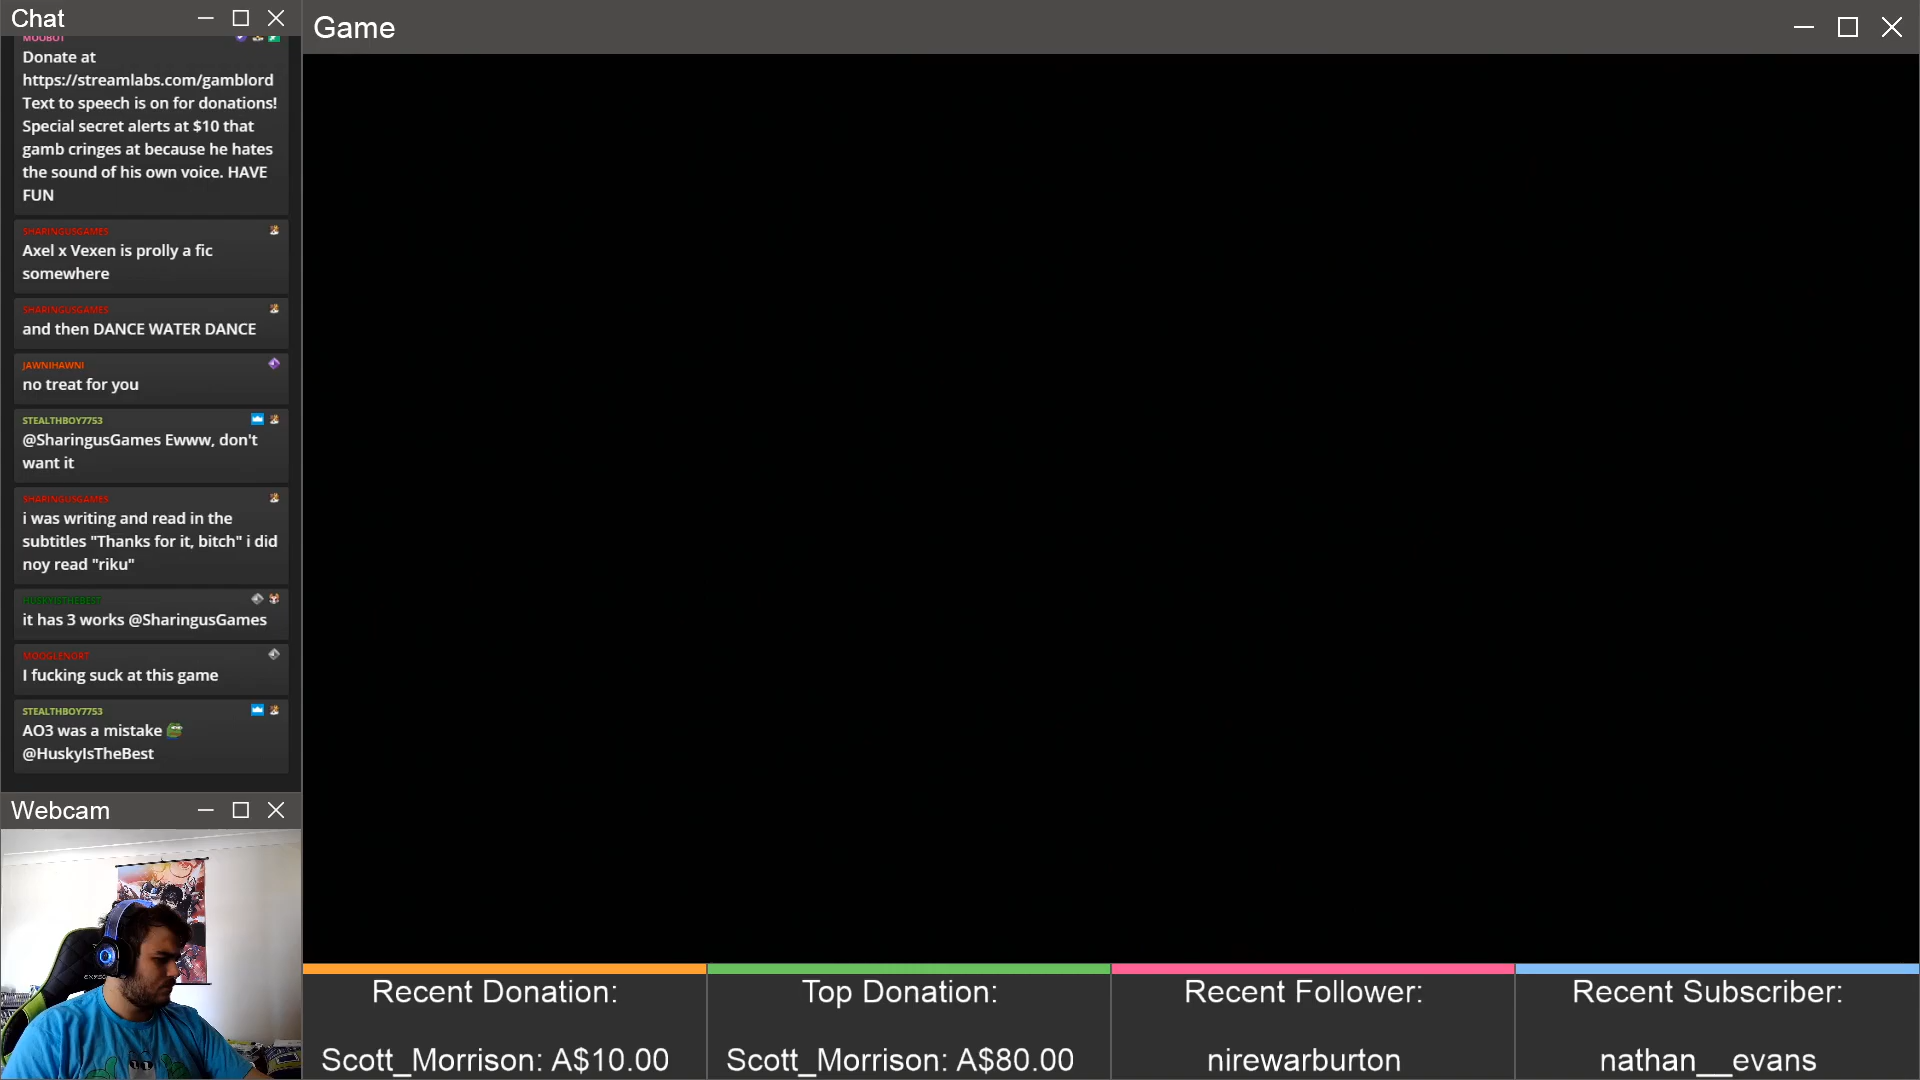 Chat
MOOBOT
Donate at
https://streamlabs.com/gamblord
Text to speech is on for donations!
Special secret alerts at $10 that
gamb cringes at because he hates
the sound of his own voice. HAVE
FUN
SHARINGUSGAMES
Axel x Vexen is prolly a fic
somewhere
SHARINGUSGAMES
and then DANCE WATER DANCE
JAWNIHAWNI
no treat for you
STEALTHBOY7753
@SharingusGames Ewww, don't
want it
SHARINGUSGAMES
i was writing and read in the
subtitles "Thanks for it, bitch" i did
noy read "riku"
HUSKYISTHEBEST
it has 3 works @SharingusGames
MOOGLENORT
I fucking suck at this game
STEALTHBOY7753
AO3 was a mistake
@HuskyIsTheBest
Webcam
Game
Recent Donation:
Scott_Morrison: A$10.00
Top Donation:
Scott_Morrison: A$80.00
Recent Follower:
nirewarburton
Recent Subscriber:
nathan__evans